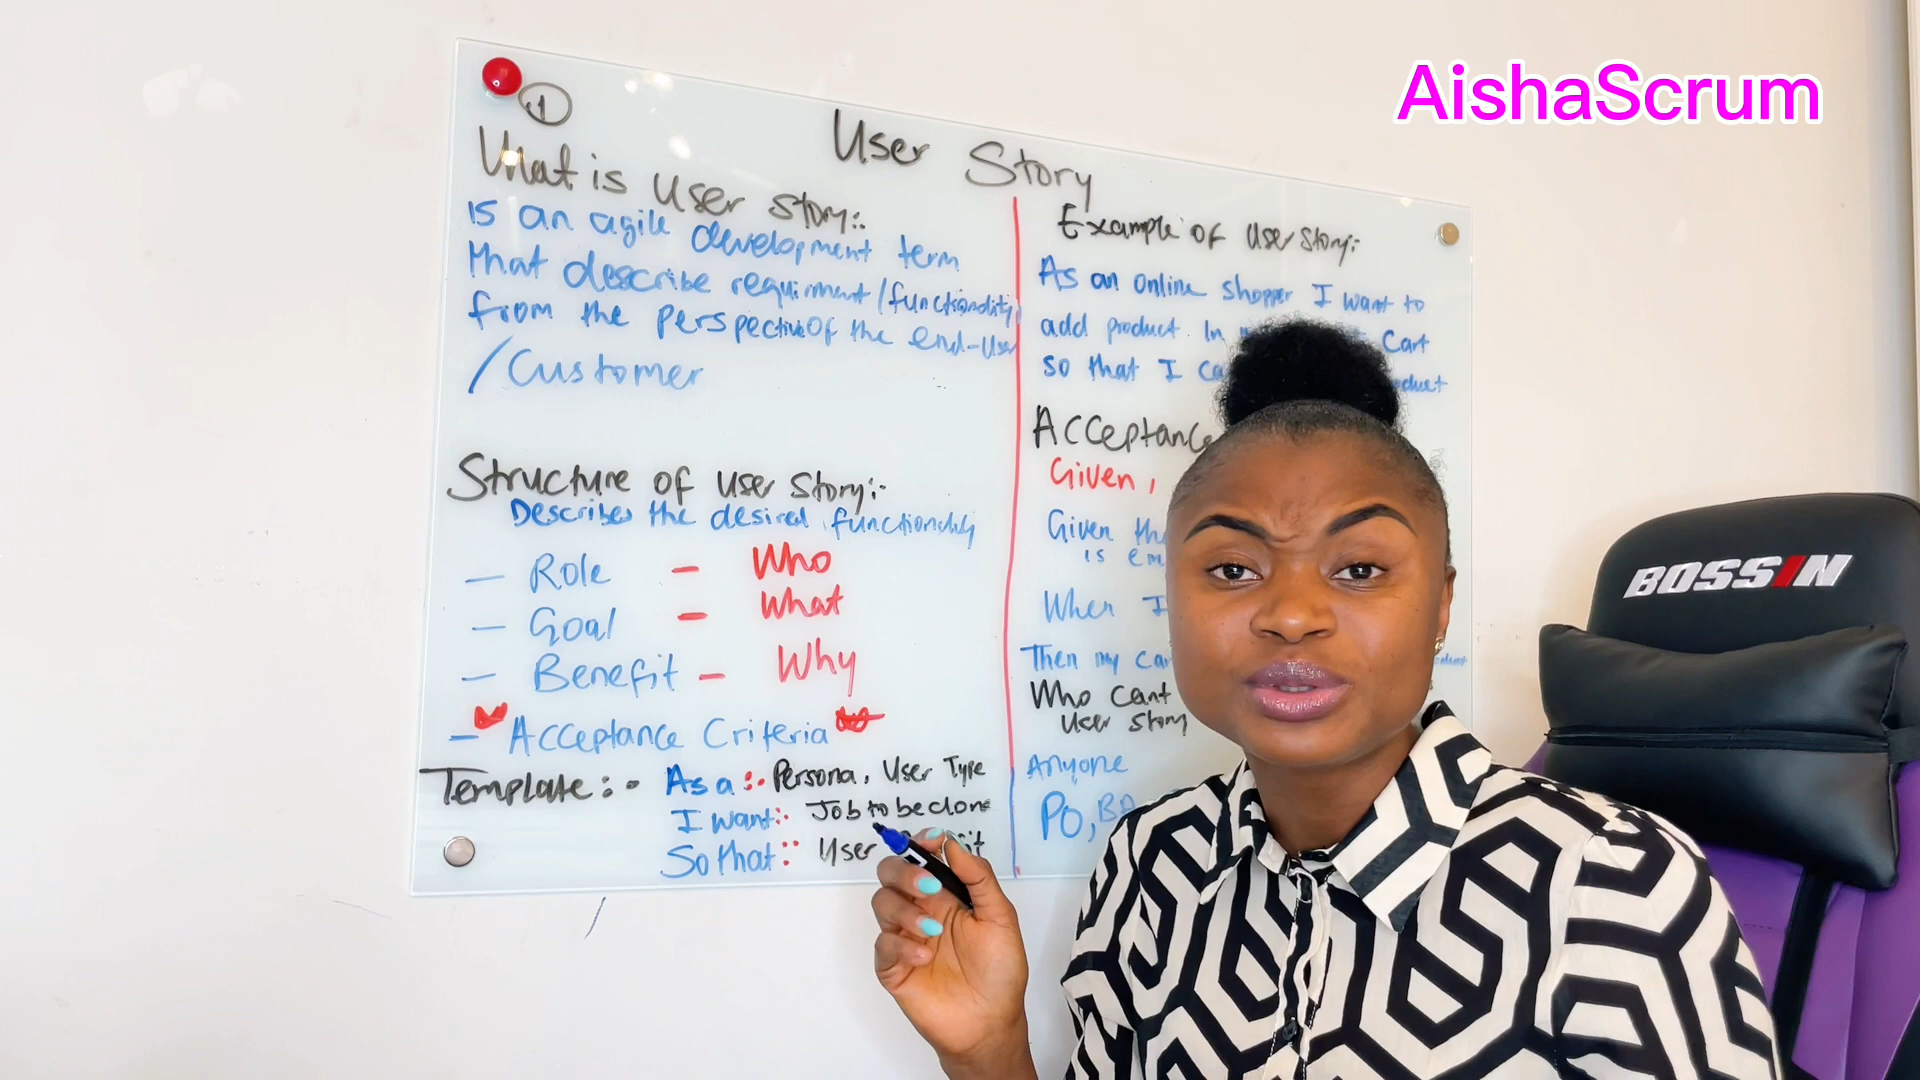 AishaScrum
1
User Story
What is User story:.
is an agile development term
that describe requirment/functionality
from the perspective of the end-user
/Customer
Structure of User Story:-
Describes the desired functionality
— Role — Who
— Goal — What
— Benefit — Why
— Acceptance Criteria
Template:. As a:. Persona, User Type
I want:. Job to be done
So that:: User
Example of User Story:-
As an online shopper I want to
add product. In Cart
so that I
Acceptance
Given,
Given
is
When I
Then my
Who cant
User Story
Anyone
PO,
BOSSIN